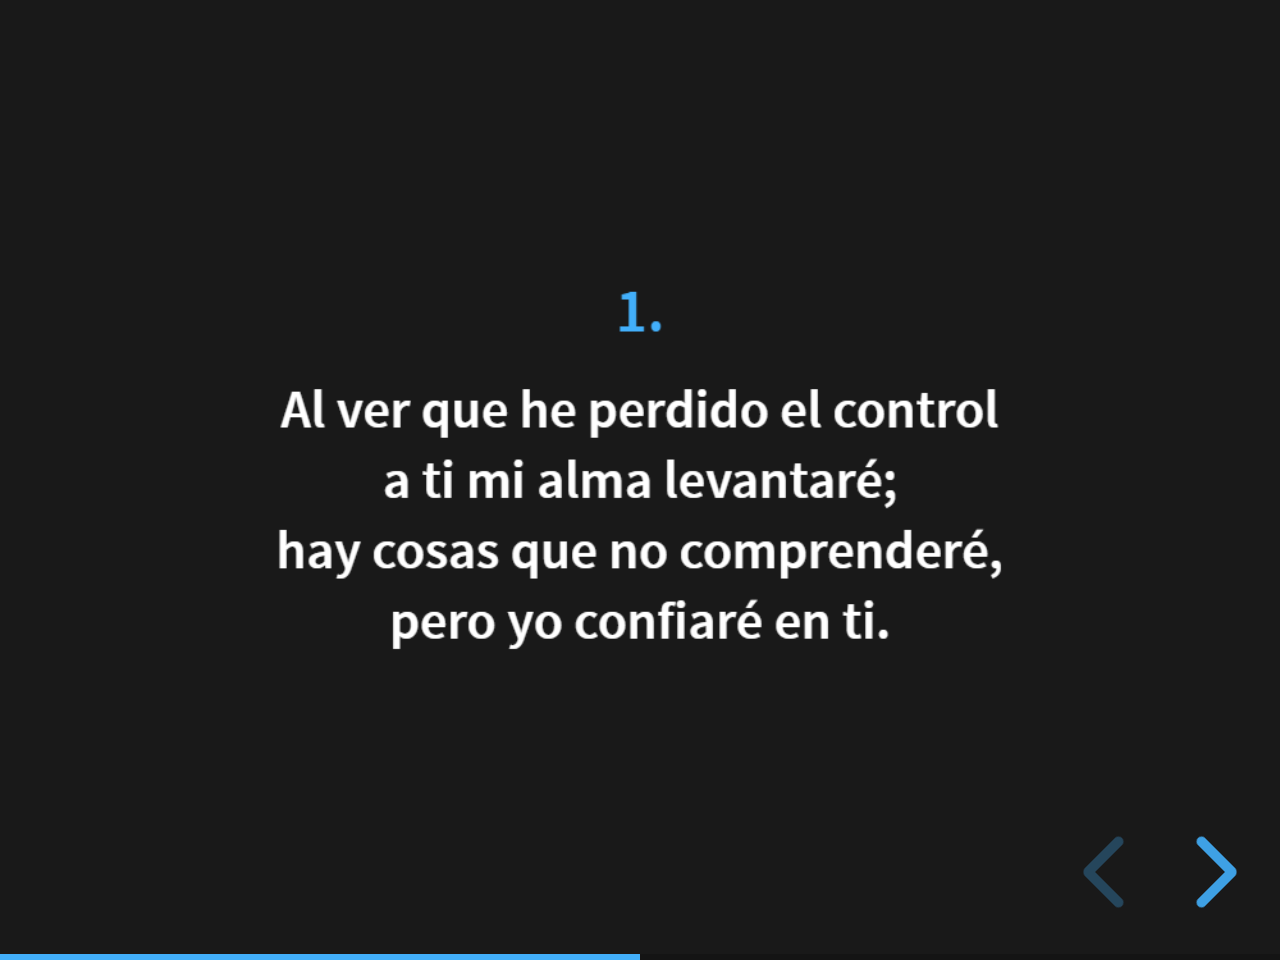 1.
Al ver que he perdido el control
a ti mi alma levantaré;
hay cosas que no comprenderé,
pero yo confiaré en ti.